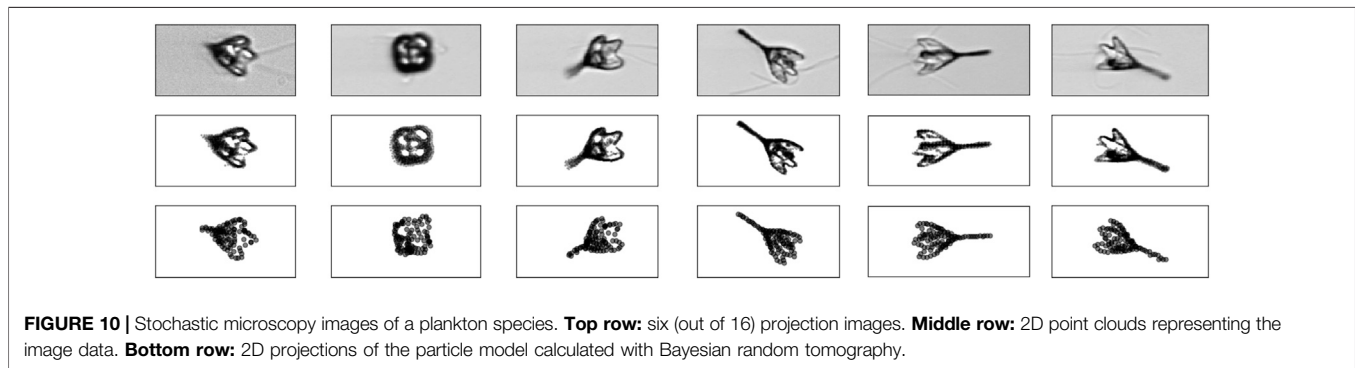 FIGURE 10 | Stochastic microscopy images of a plankton species. Top row: six (out of 16) projection images. Middle row: 2D point clouds representing the
image data. Bottom row: 2D projections of the particle model calculated with Bayesian random tomography.